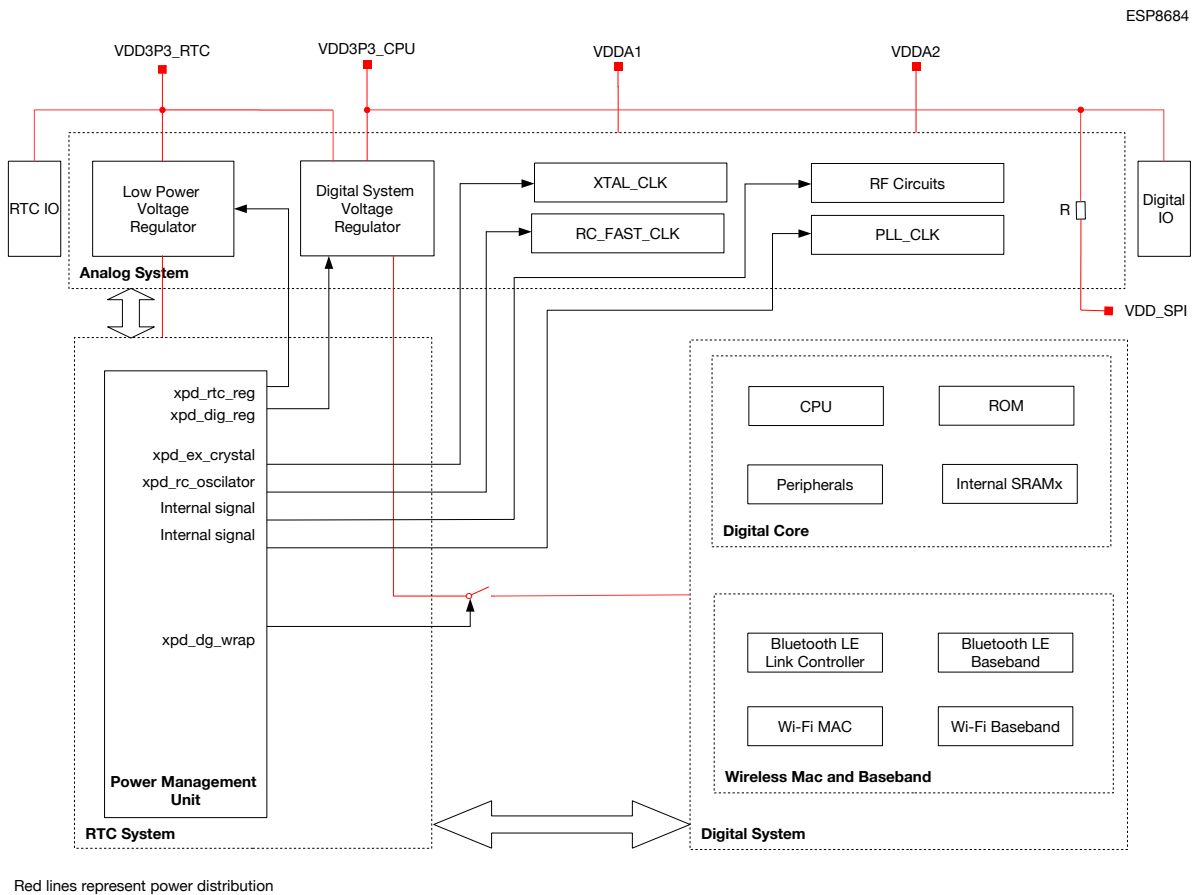 ESP8684
VDD3P3_RTC
VDD3P3_CPU
VDDA1
VDDA2
RTC IO
Low Power
Voltage
Regulator
Digital System
Voltage
Regulator
XTAL_CLK
RC_FAST_CLK
RF Circuits
PLL_CLK
R
Digital
IO
Analog System
VDD_SPI
xpd_rtc_reg
xpd_dig_reg
xpd_ex_crystal
xpd_rc_oscilator
Internal signal
Internal signal
xpd_dg_wrap
Power Management
Unit
RTC System
CPU
ROM
Peripherals
Internal SRAMx
Digital Core
Bluetooth LE
Link Controller
Bluetooth LE
Baseband
Wi-Fi MAC
Wi-Fi Baseband
Wireless Mac and Baseband
Digital System
Red lines represent power distribution